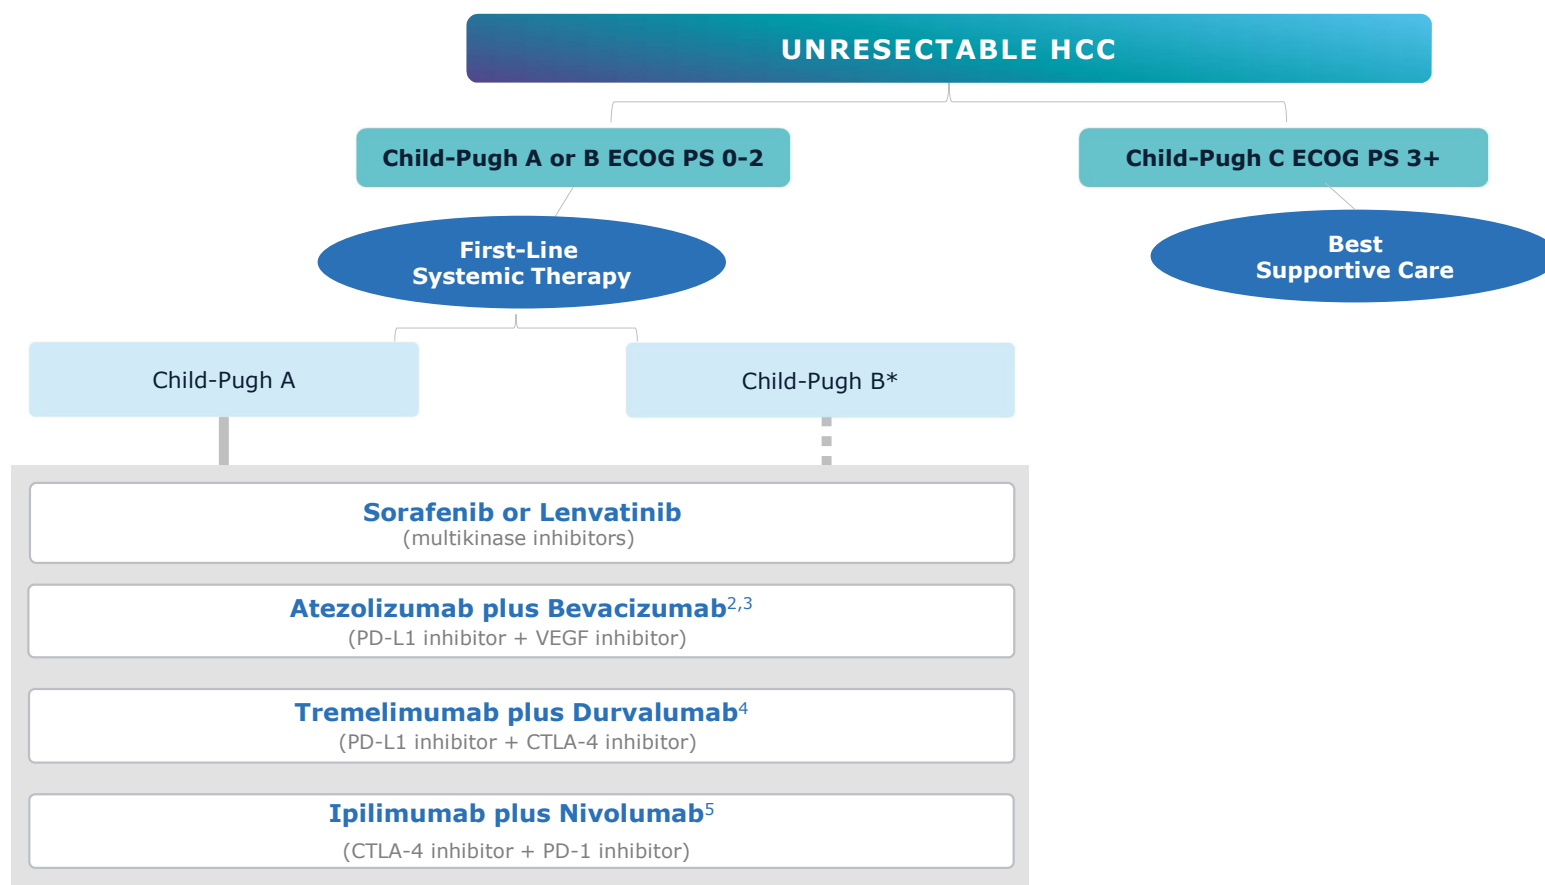 UNRESECTABLE HCC
Child-Pugh A or B ECOG PS 0-2
Child-Pugh C ECOG PS 3+
First-Line
Systemic Therapy
Best
Supportive Care
Child-Pugh A
Child-Pugh B*
Sorafenib or Lenvatinib
(multikinase inhibitors)
Atezolizumab plus Bevacizumab2,3
(PD-L1 inhibitor + VEGF inhibitor)
Tremelimumab plus Durvalumab4
(PD-L1 inhibitor + CTLA-4 inhibitor)
Ipilimumab plus Nivolumab5
(CTLA-4 inhibitor + PD-1 inhibitor)